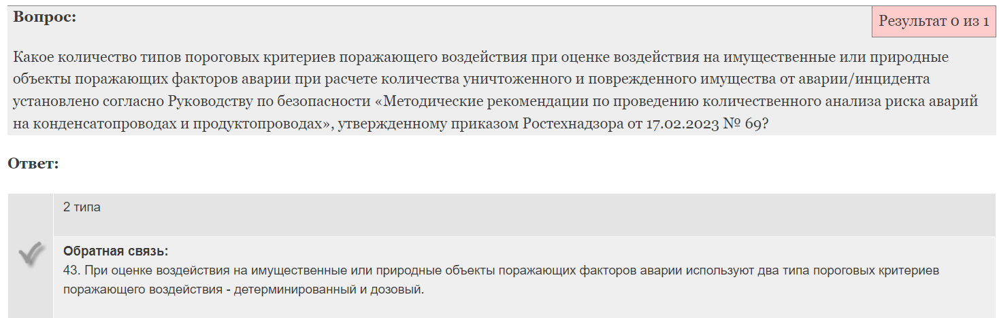 Вопрос:
Результат 0 из 1
Какое количество типов пороговых критериев поражающего воздействия при оценке воздействия на имущественные или природные
объекты поражающих факторов аварии при расчете количества уничтоженного и поврежденного имущества от аварии/инцидента
установлено согласно Руководству по безопасности «Методические рекомендации по проведению количественного анализа риска аварий
на конденсатопроводах и продуктопроводах», утвержденному приказом Ростехнадзора от 17.02.2023 № 69?
Ответ:
2 типа
Обратная связь:
43. При оценке воздействия на имущественные или природные объекты поражающих факторов аварии используют два типа пороговых критериев
поражающего воздействия - детерминированный и дозовый.